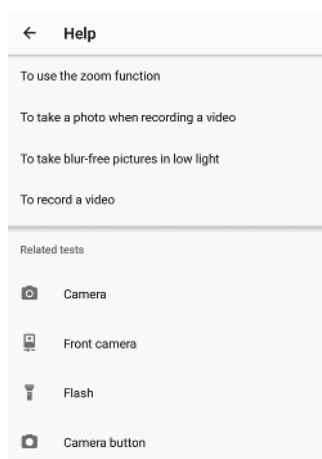 Help
To use the zoom function
To take a photo when recording a video
To take blur-free pictures in low light
To record a video
Related tests
Camera
Front camera
Flash
Camera button